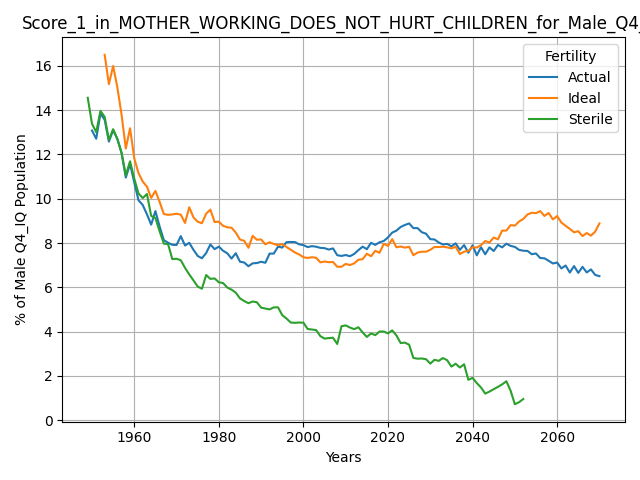 Score_1_in_MOTHER_WORKING_DOES_NOT_HURT_CHILDREN_for_Male_Q4_
Fertility
Actual
Ideal
Sterile
% of Male Q4_IQ Population
16
14
12
10
8
6
4
2
0
1960 1980 2000 2020 2040 2060
Years